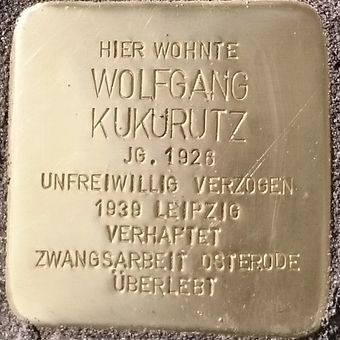 HIER WOHNTE
WOLFGANG
KUKURUTZ
JG. 1926
UNFREIWILLIG VERZOGEN
1939 LEIPZIG
VERHAFTET
ZWANGSARBEIT OSTERODE
ÜBERLEBT